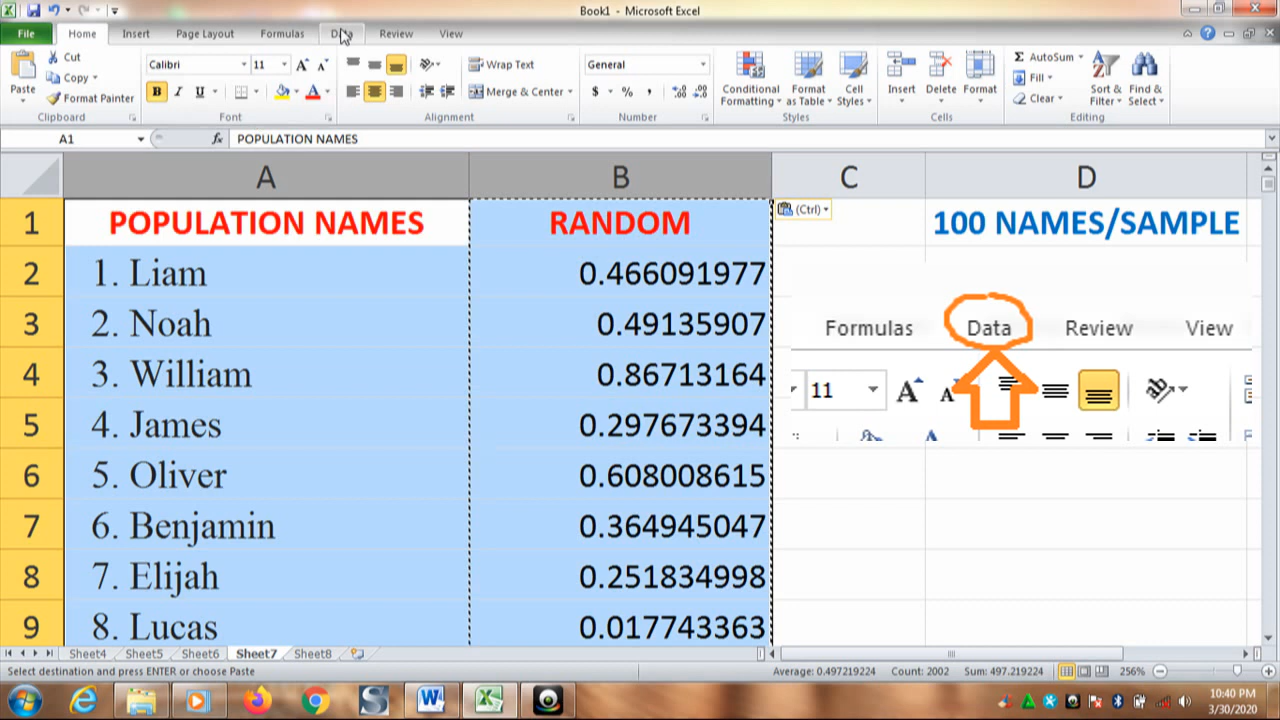 Book1 - Microsoft Excel
File Home Insert Page Layout Formulas Data Review View
Paste
Cut
Copy
Format Painter
Clipboard
Calibri 11
B I U
Font
Wrap Text
Merge & Center
Alignment
General
$ % ,
Number
Conditional Formatting
Format as Table
Cell Styles
Styles
Insert Delete Format
Cells
Σ AutoSum
Fill
Clear
Sort & Filter
Find & Select
Editing
A1 fx POPULATION NAMES
A B C D
1 POPULATION NAMES RANDOM (Ctrl) 100 NAMES/SAMPLE
2 1. Liam 0.466091977
3 2. Noah 0.49135907
Formulas Data Review View
4 3. William 0.86713164
11 A A
5 4. James 0.297673394
6 5. Oliver 0.608008615
7 6. Benjamin 0.364945047
8 7. Elijah 0.251834998
9 8. Lucas 0.017743363
Sheet4 Sheet5 Sheet6 Sheet7 Sheet8
Select destination and press ENTER or choose Paste Average: 0.497219224 Count: 2002 Sum: 497.219224 256%
10:40 PM
3/30/2020